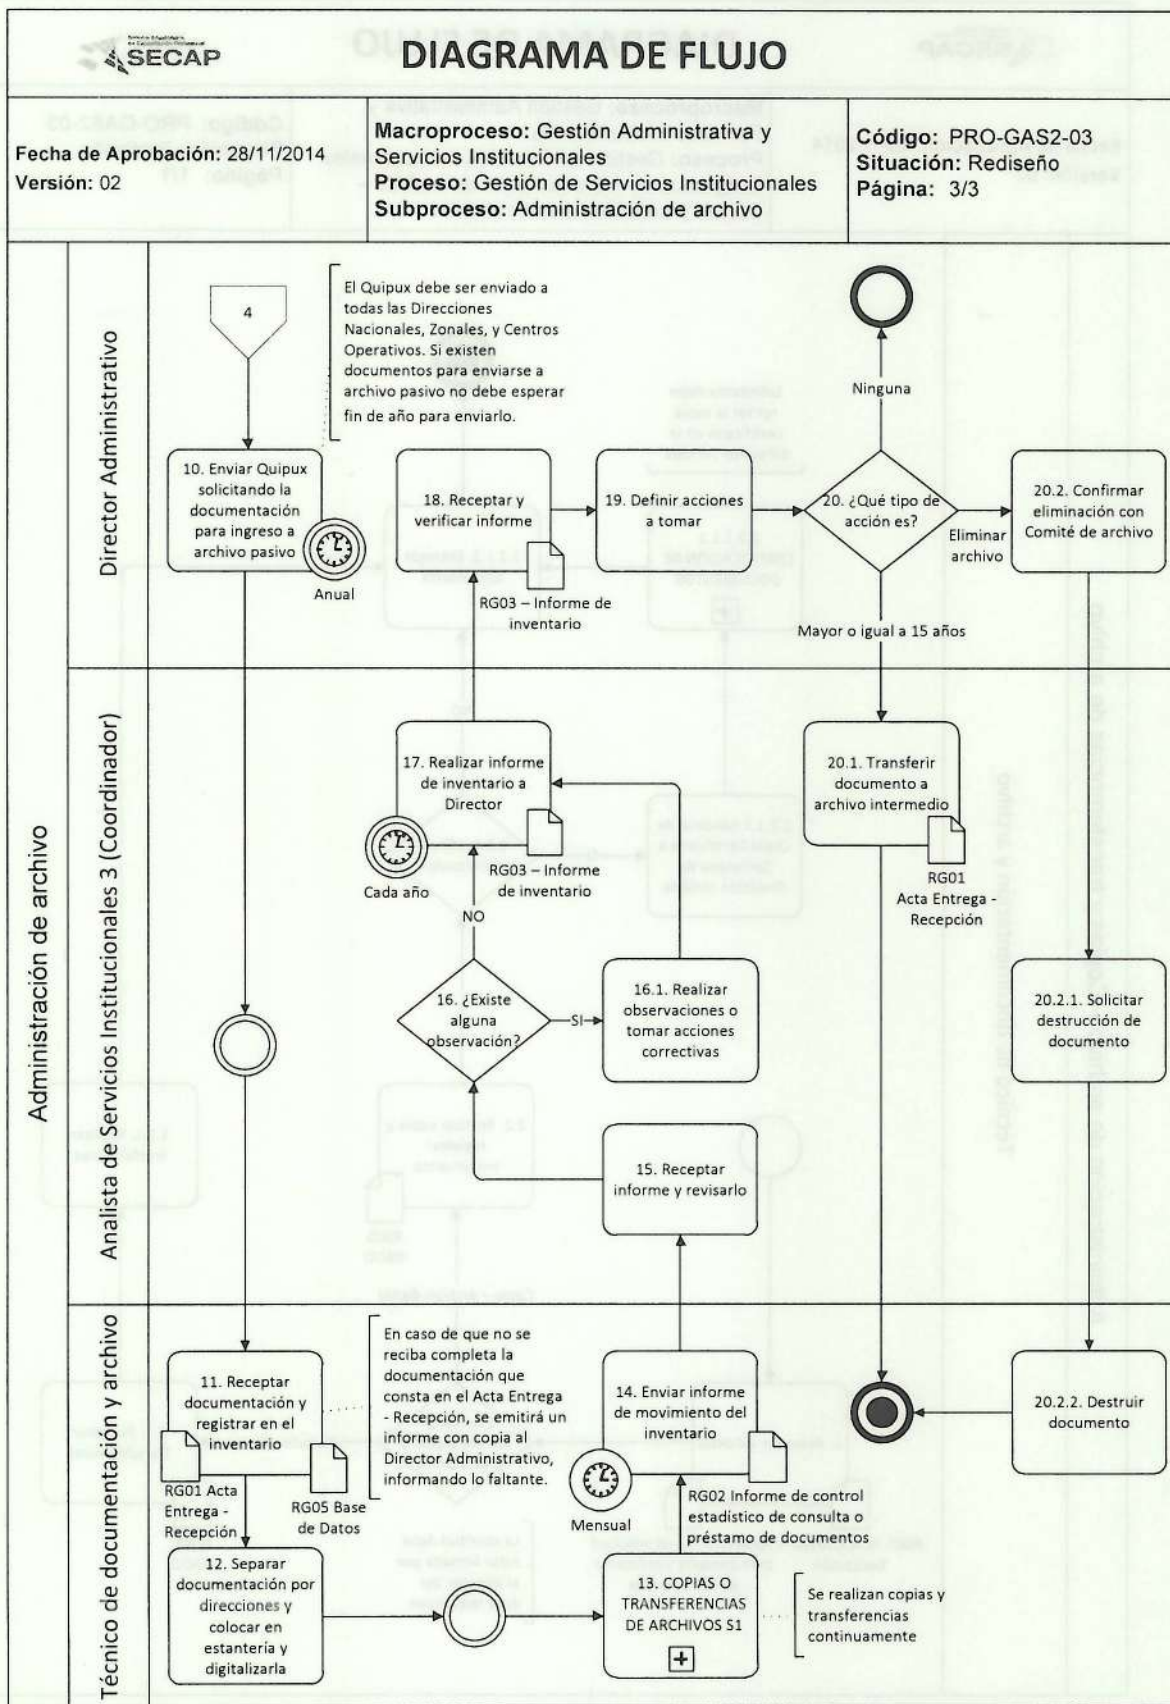 SECAP
DIAGRAMA DE FLUJO
Fecha de Aprobación: 28/11/2014
Versión: 02
Macroproceso: Gestión Administrativa y
Servicios Institucionales
Proceso: Gestión de Servicios Institucionales
Subproceso: Administración de archivo
Código: PRO-GAS2-03
Situación: Rediseño
Página: 3/3
Administración de archivo
Director Administrativo
4
El Quipux debe ser enviado a
todas las Direcciones
Nacionales, Zonales, y Centros
Operativos. Si existen
documentos para enviarse a
archivo pasivo no debe esperar
fin de año para enviarlo.
10. Enviar Quipux
solicitando la
documentación
para ingreso a
archivo pasivo
Anual
18. Receptar y
verificar informe
RG03 – Informe de
inventario
19. Definir acciones
a tomar
Ninguna
20. ¿Qué tipo de
acción es?
Eliminar
archivo
20.2. Confirmar
eliminación con
Comité de archivo
Mayor o igual a 15 años
Analista de Servicios Institucionales 3 (Coordinador)
17. Realizar informe
de inventario a
Director
Cada año
RG03 – Informe
de inventario
NO
16. ¿Existe
alguna
observación?
SI
16.1. Realizar
observaciones o
tomar acciones
correctivas
15. Receptar
informe y revisarlo
20.1. Transferir
documento a
archivo intermedio
RG01
Acta Entrega -
Recepción
20.2.1. Solicitar
destrucción de
documento
Técnico de documentación y archivo
11. Receptar
documentación y
registrar en el
inventario
RG01 Acta
Entrega -
Recepción
RG05 Base
de Datos
En caso de que no se
reciba completa la
documentación que
consta en el Acta Entrega
- Recepción, se emitirá un
informe con copia al
Director Administrativo,
informando lo faltante.
12. Separar
documentación por
direcciones y
colocar en
estantería y
digitalizarla
14. Enviar informe
de movimiento del
inventario
Mensual
RG02 Informe de control
estadístico de consulta o
préstamo de documentos
13. COPIAS O
TRANSFERENCIAS
DE ARCHIVOS S1
Se realizan copias y
transferencias
continuamente
20.2.2. Destruir
documento